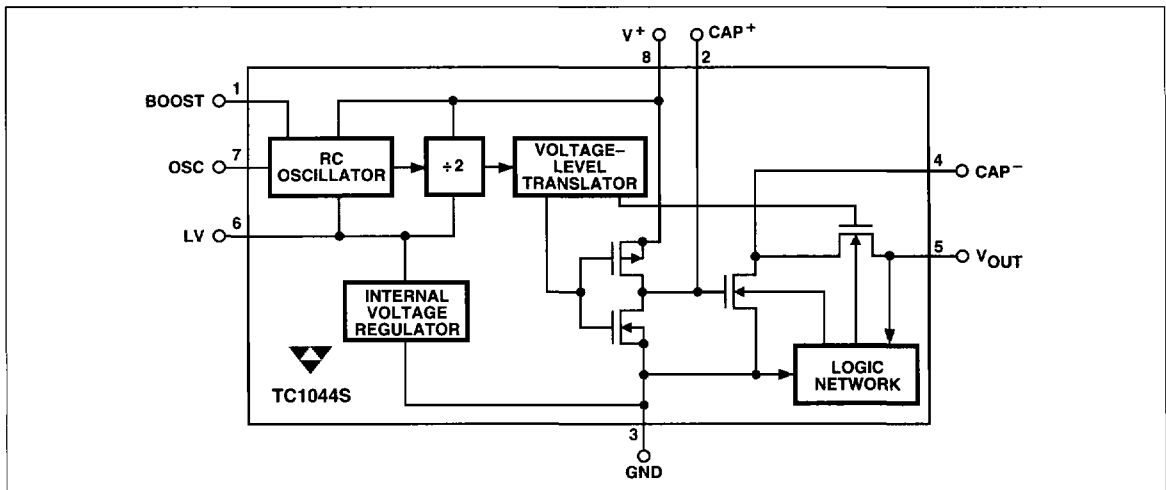 V+
CAP+
8
2
BOOST
1
RC
OSCILLATOR
÷2
VOLTAGE–
LEVEL
TRANSLATOR
OSC
7
4
CAP–
LV
6
5
VOUT
INTERNAL
VOLTAGE
REGULATOR
LOGIC
NETWORK
TC1044S
3
GND